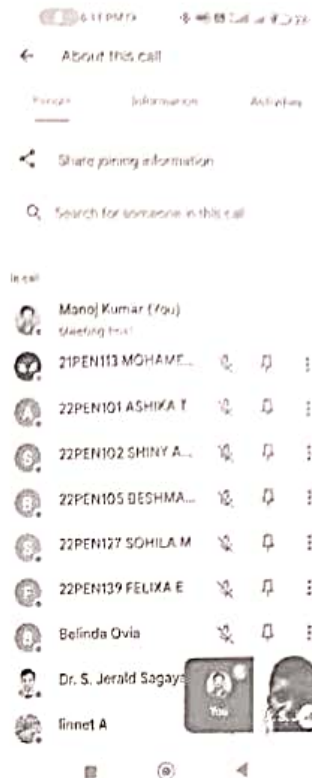 About this call
People
Information
Activities
Share joining information
Search for someone in this call
In call
Manoj Kumar (You)
Meeting host
21PEN113 MOHAME...
22PEN101 ASHIKA T
22PEN102 SHINY A...
22PEN105 BESHMA...
22PEN127 SOHILA M
22PEN139 FELIXA E
Belinda Ovia
Dr. S. Jerald Sagaya
You
linnet A